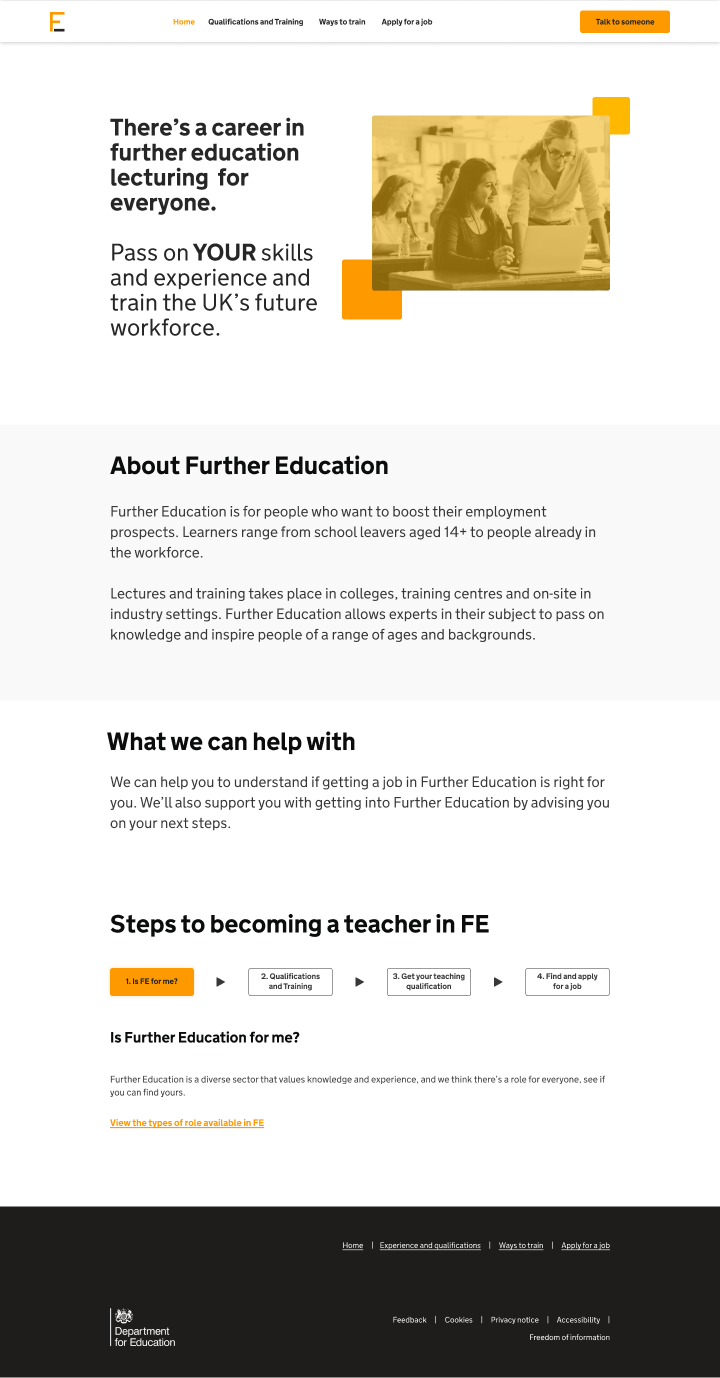 E
Home Qualifications and Training Ways to train Apply for a job Talk to someone
There's a career in
further education
lecturing for
everyone.
Pass on YOUR skills
and experience and
train the UK's future
workforce.
About Further Education
Further Education is for people who want to boost their employment
prospects. Learners range from school leavers aged 14+ to people already in
the workforce.
Lectures and training takes place in colleges, training centres and on-site in
industry settings. Further Education allows experts in their subject to pass on
knowledge and inspire people of a range of ages and backgrounds.
What we can help with
We can help you to understand if getting a job in Further Education is right for
you. We'll also support you with getting into Further Education by advising you
on your next steps.
Steps to becoming a teacher in FE
1. Is FE for me?
2. Qualifications
and Training
3. Get your teaching
qualification
4. Find and apply
for a job
Is Further Education for me?
Further Education is a diverse sector that values knowledge and experience, and we think there's a role for everyone, see if
you can find yours.
View the types of role available in FE
Home | Experience and qualifications | Ways to train | Apply for a job
Department
for Education
Feedback | Cookies | Privacy notice | Accessibility |
Freedom of information